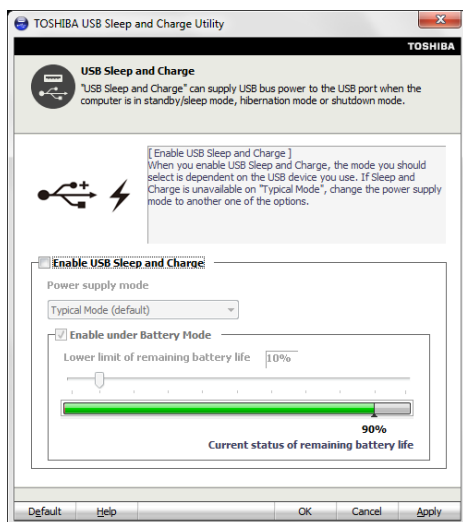 TOSHIBA USB Sleep and Charge Utility
TOSHIBA
USB Sleep and Charge
"USB Sleep and Charge" can supply USB bus power to the USB port when the
computer is in standby/sleep mode, hibernation mode or shutdown mode.
[ Enable USB Sleep and Charge ]
When you enable USB Sleep and Charge, the mode you should
select is dependent on the USB device you use. If Sleep and
Charge is unavailable on "Typical Mode", change the power supply
mode to another one of the options.
Enable USB Sleep and Charge
Power supply mode
Typical Mode (default)
Enable under Battery Mode
Lower limit of remaining battery life 10%
90%
Current status of remaining battery life
Default Help OK Cancel Apply